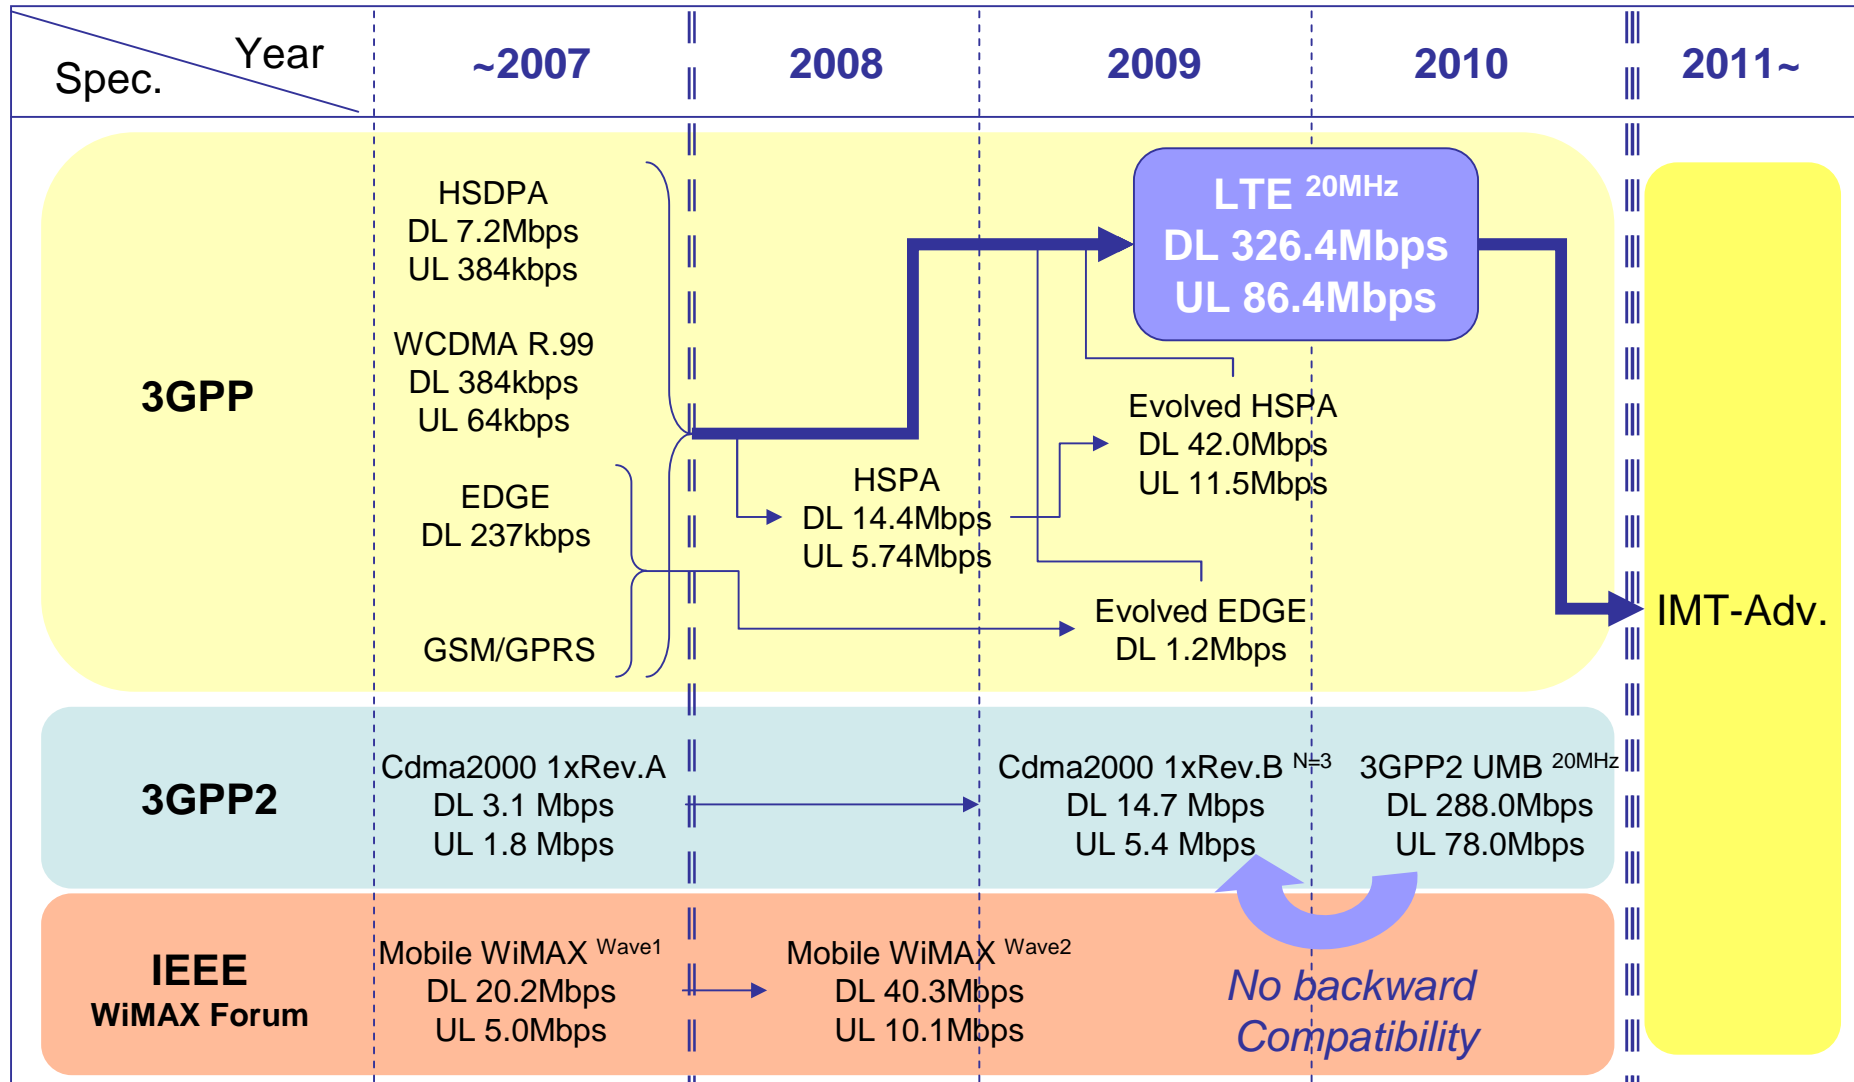 Year
Spec.
~2007
2008
2009
2010
2011~
3GPP
HSDPA
DL 7.2Mbps
UL 384kbps
WCDMA R.99
DL 384kbps
UL 64kbps
EDGE
DL 237kbps
GSM/GPRS
HSPA
DL 14.4Mbps
UL 5.74Mbps
LTE 20MHz
DL 326.4Mbps
UL 86.4Mbps
Evolved HSPA
DL 42.0Mbps
UL 11.5Mbps
Evolved EDGE
DL 1.2Mbps
IMT-Adv.
3GPP2
Cdma2000 1xRev.A
DL 3.1 Mbps
UL 1.8 Mbps
Cdma2000 1xRev.B N=3
DL 14.7 Mbps
UL 5.4 Mbps
3GPP2 UMB 20MHz
DL 288.0Mbps
UL 78.0Mbps
IEEE
WiMAX Forum
Mobile WiMAX Wave1
DL 20.2Mbps
UL 5.0Mbps
Mobile WiMAX Wave2
DL 40.3Mbps
UL 10.1Mbps
No backward
Compatibility